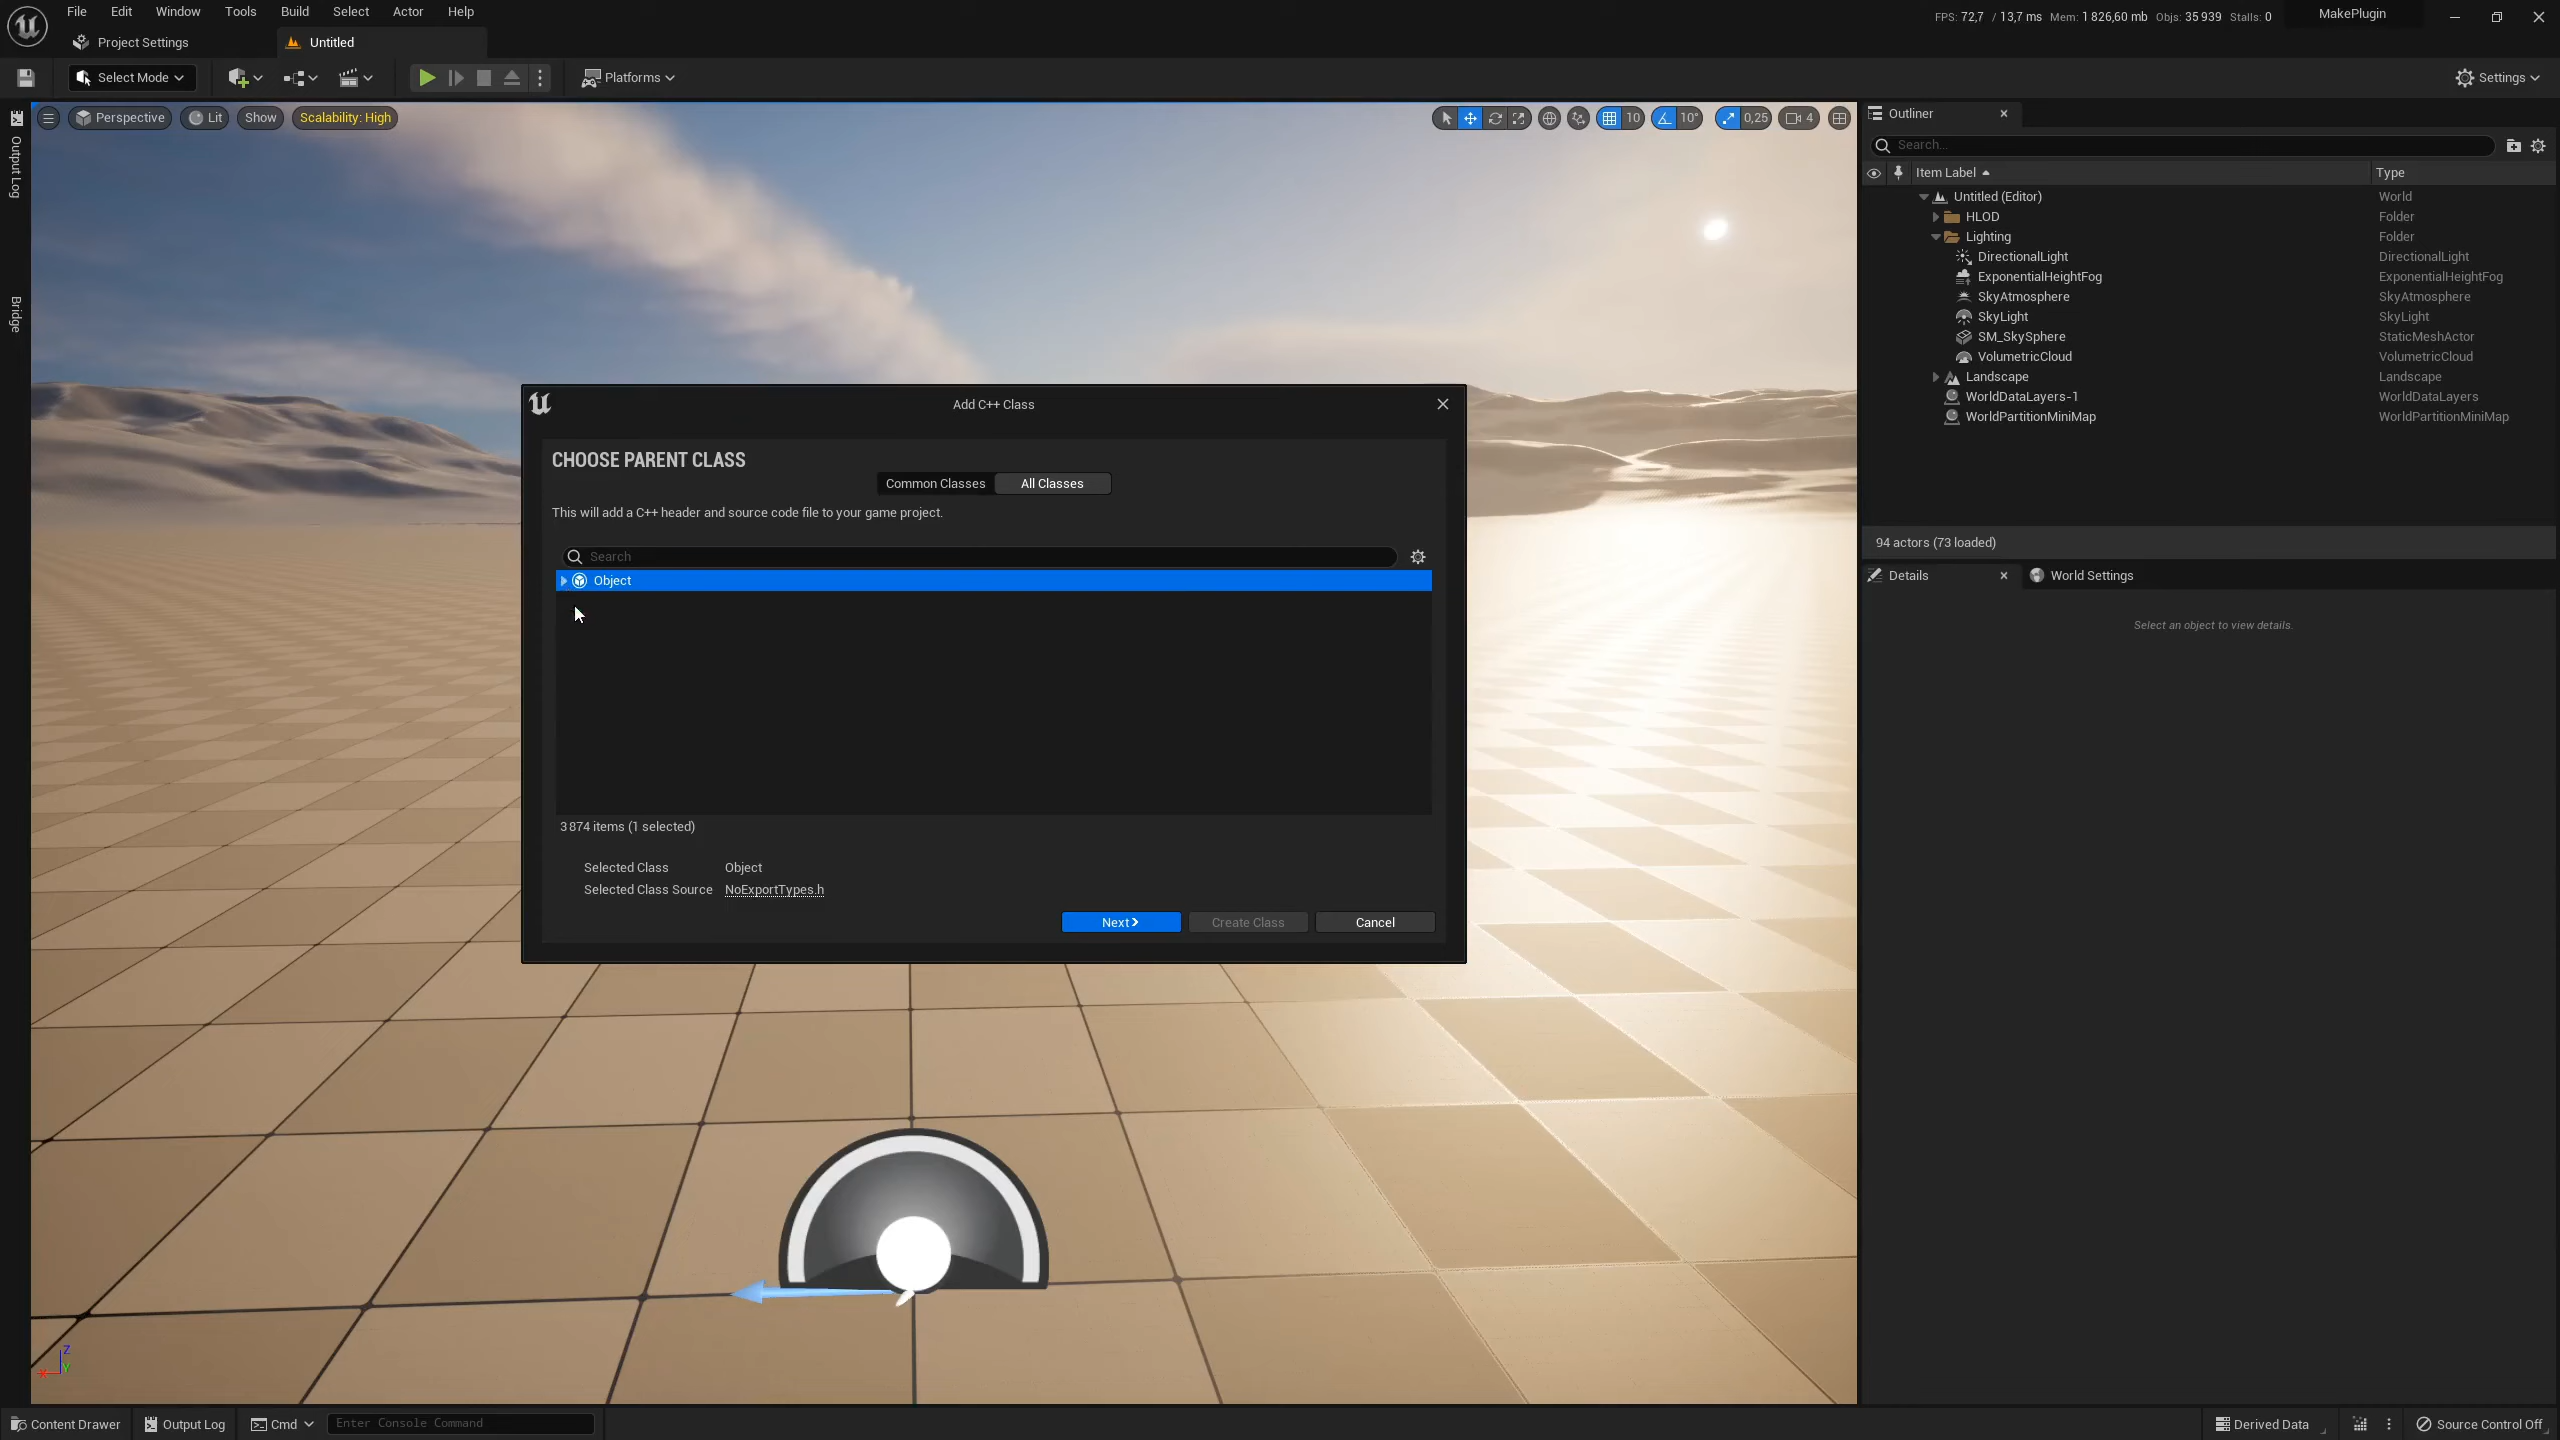 File Edit Window Tools Build Select Actor Help
FPS: 72,7 / 13,7 ms Mem: 1 826,60 mb Objs: 35 939 Stalls: 0
MakePlugin
Project Settings
Untitled
Select Mode
Platforms
Settings
Output Log
Bridge
Perspective Lit Show Scalability: High
10 10° 0,25 4
Outliner
Search...
Item Label Type
Untitled (Editor) World
HLOD Folder
Lighting Folder
DirectionalLight DirectionalLight
ExponentialHeightFog ExponentialHeightFog
SkyAtmosphere SkyAtmosphere
SkyLight SkyLight
SM_SkySphere StaticMeshActor
VolumetricCloud VolumetricCloud
Landscape Landscape
WorldDataLayers-1 WorldDataLayers
WorldPartitionMiniMap WorldPartitionMiniMap
94 actors (73 loaded)
Details World Settings
Select an object to view details.
Add C++ Class
CHOOSE PARENT CLASS
Common Classes All Classes
This will add a C++ header and source code file to your game project.
Search
Object
3 874 items (1 selected)
Selected Class Object
Selected Class Source NoExportTypes.h
Next Create Class Cancel
Z
Y
X
Content Drawer Output Log Cmd Enter Console Command
Derived Data Source Control Off